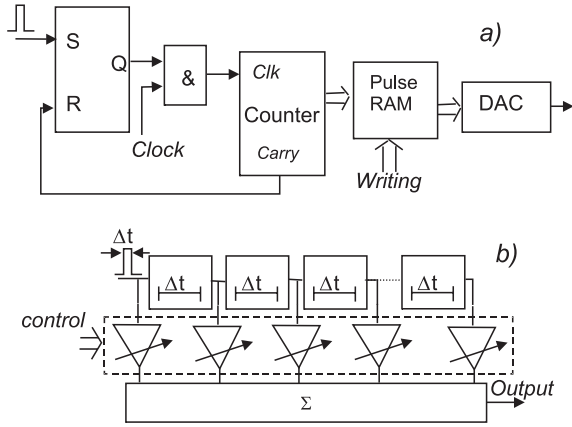 a)
S
Q
R
&
Clock
Clk
Counter
Carry
Pulse
RAM
Writing
DAC
b)
Δt
Δt
Δt
Δt
Δt
control
Σ
Output